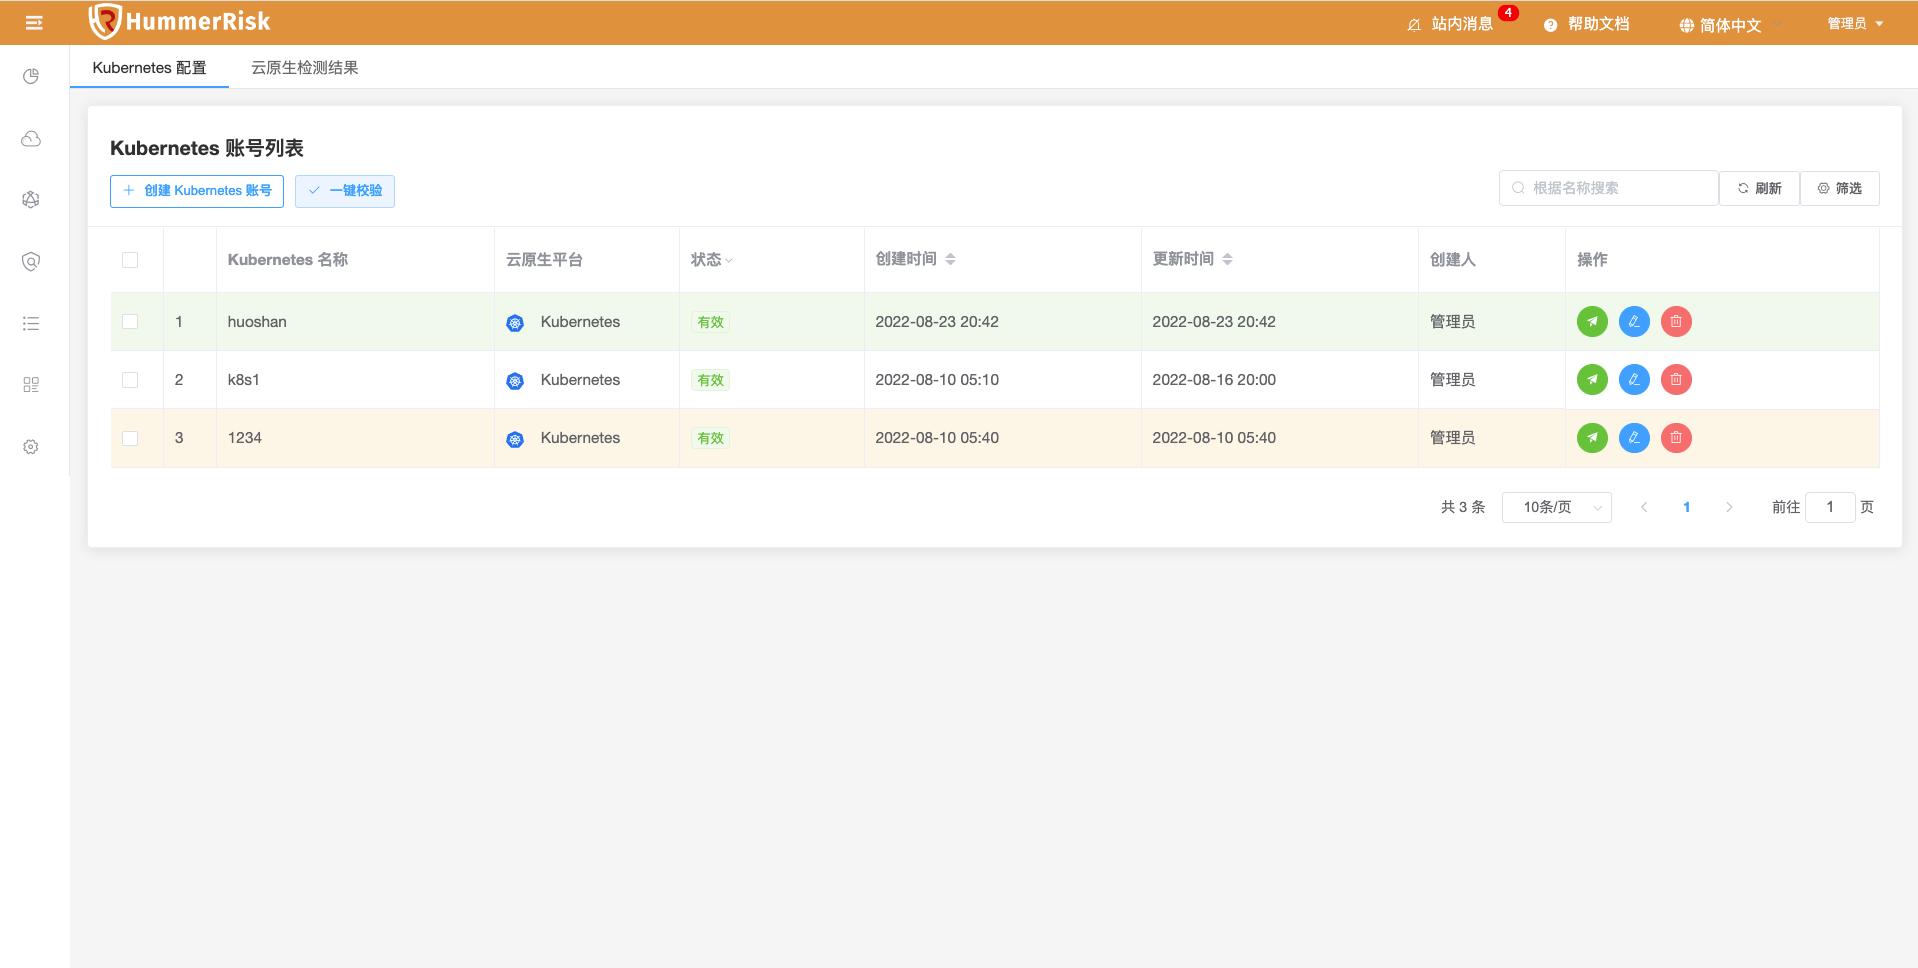 HummerRisk
站内消息 4 帮助文档 简体中文 管理员
Kubernetes 配置 云原生检测结果
Kubernetes 账号列表
创建 Kubernetes 账号 一键校验 根据名称搜索 刷新 筛选
Kubernetes 名称 云原生平台 状态 创建时间 更新时间 创建人 操作
1 huoshan Kubernetes 有效 2022-08-23 20:42 2022-08-23 20:42 管理员
2 k8s1 Kubernetes 有效 2022-08-10 05:10 2022-08-16 20:00 管理员
3 1234 Kubernetes 有效 2022-08-10 05:40 2022-08-10 05:40 管理员
共 3 条 10条/页 1 前往 1 页